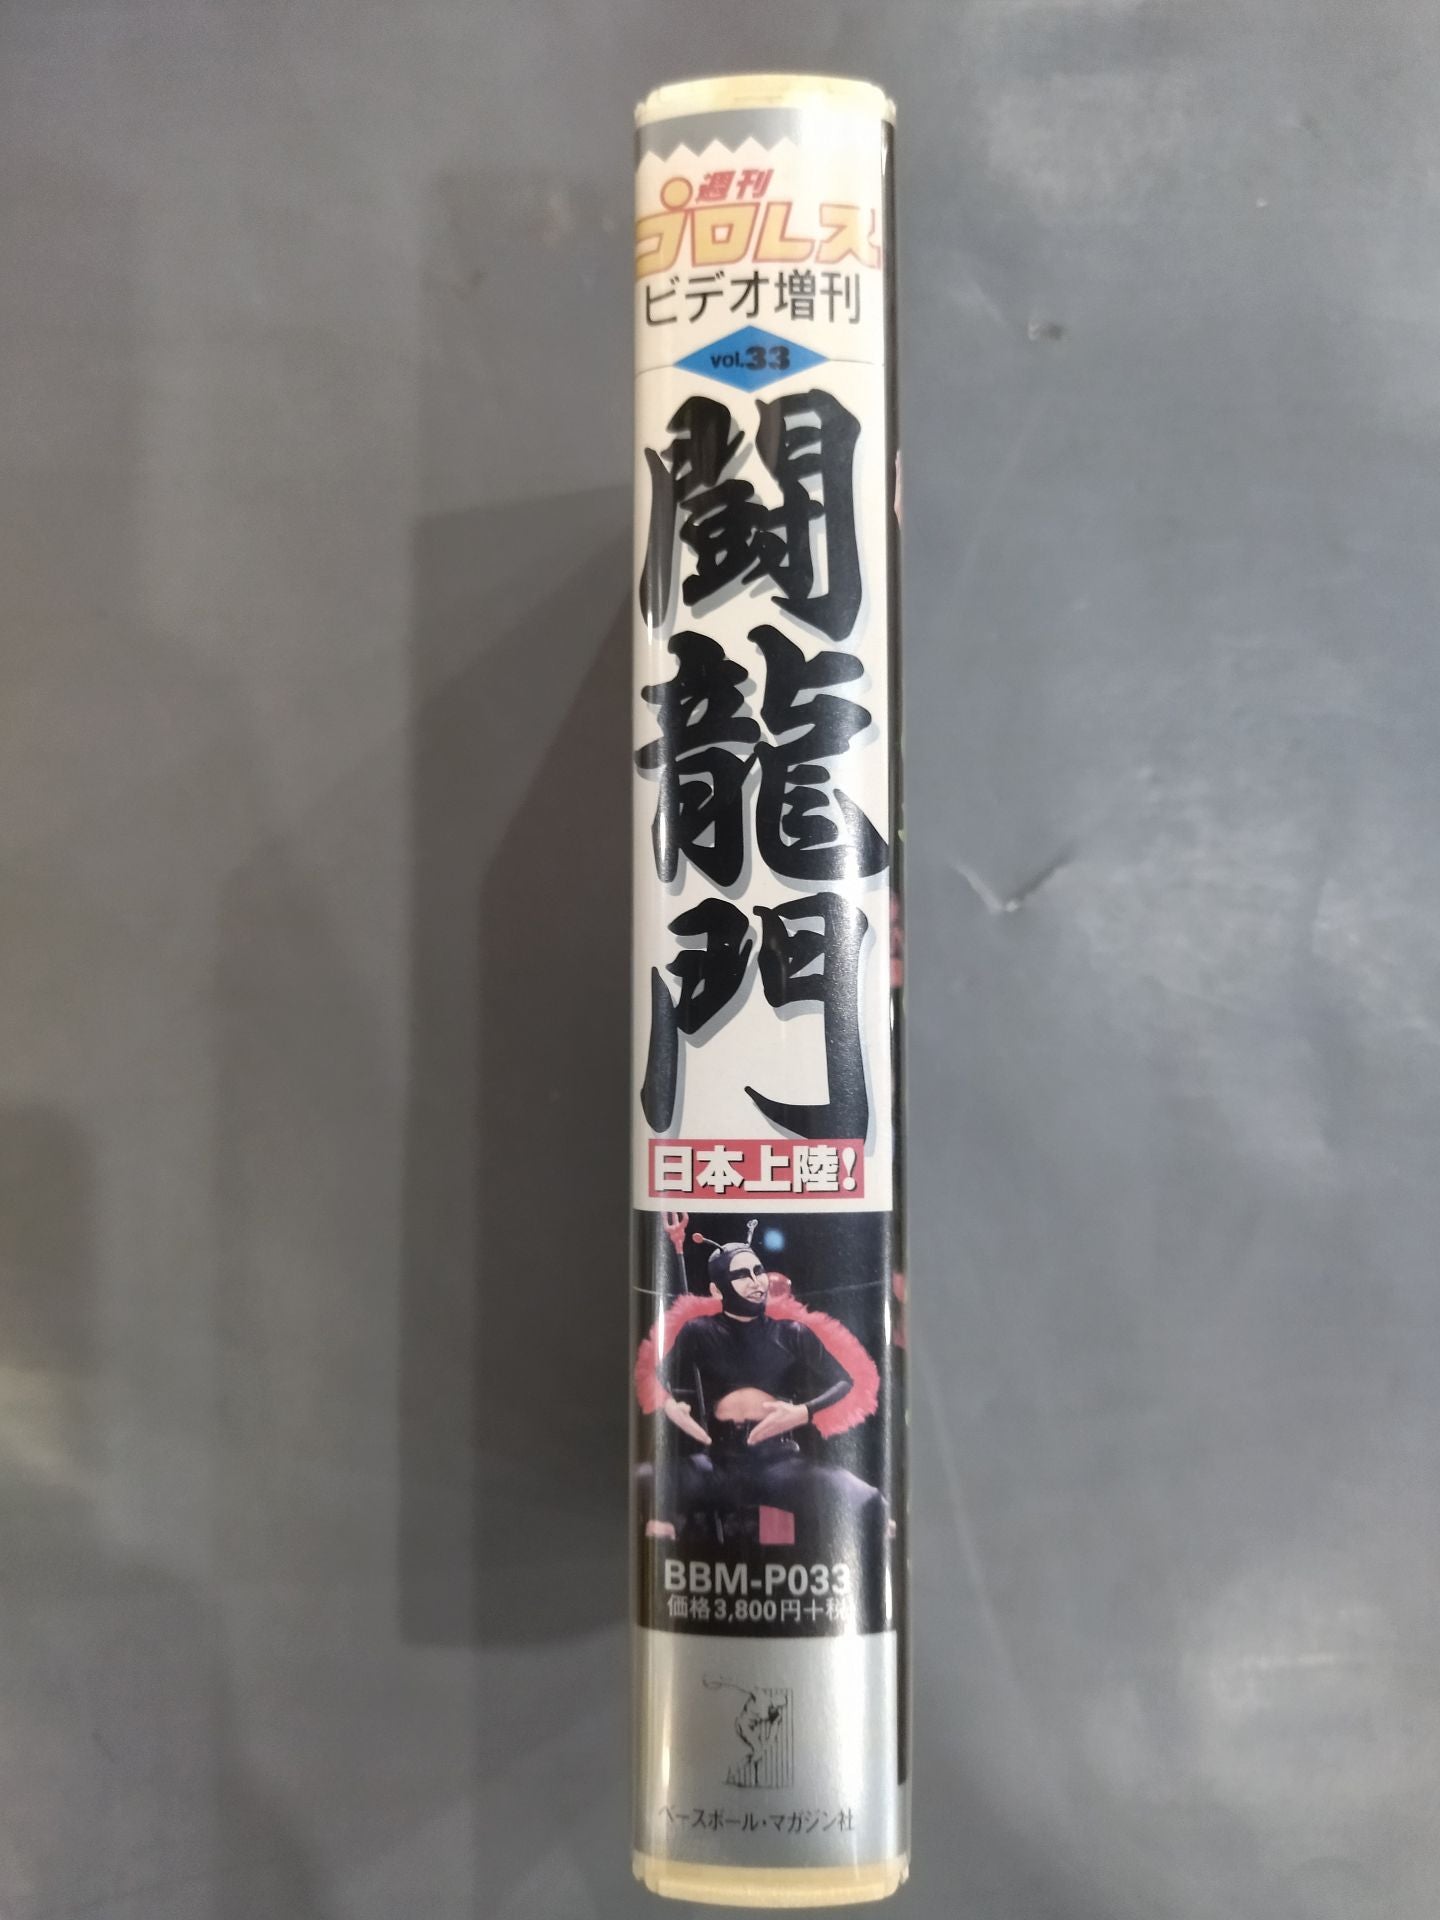 週刊
プロレス
ビデオ増刊
vol.33
闘龍門
日本上陸!
BBM-P033
価格3,800円+税
ベースボール・マガジン社